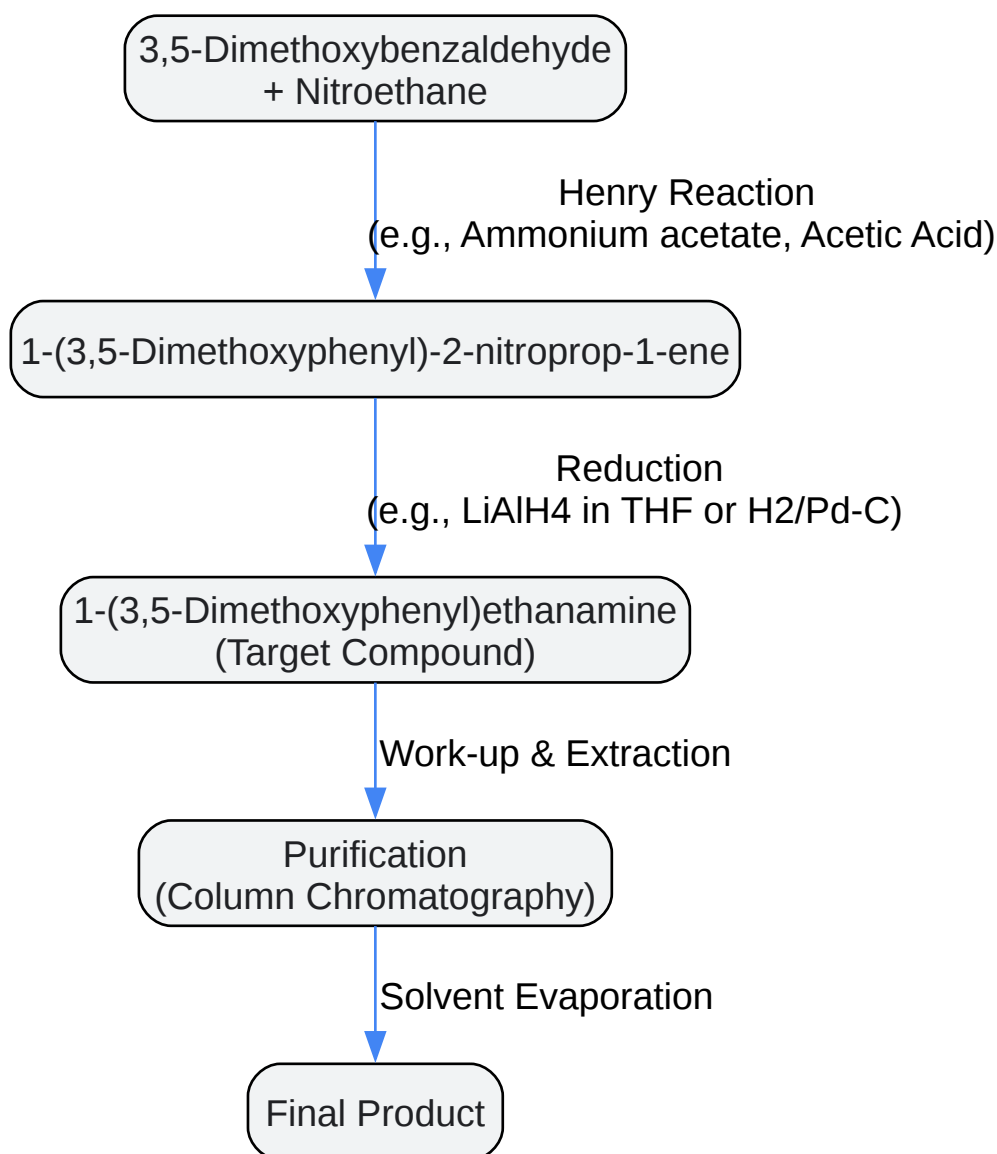 3,5-Dimethoxybenzaldehyde
+ Nitroethane
Henry Reaction
(e.g., Ammonium acetate, Acetic Acid)
1-(3,5-Dimethoxyphenyl)-2-nitroprop-1-ene
Reduction
(e.g., LiAlH4 in THF or H2/Pd-C)
1-(3,5-Dimethoxyphenyl)ethanamine
(Target Compound)
Work-up & Extraction
Purification
(Column Chromatography)
Solvent Evaporation
Final Product